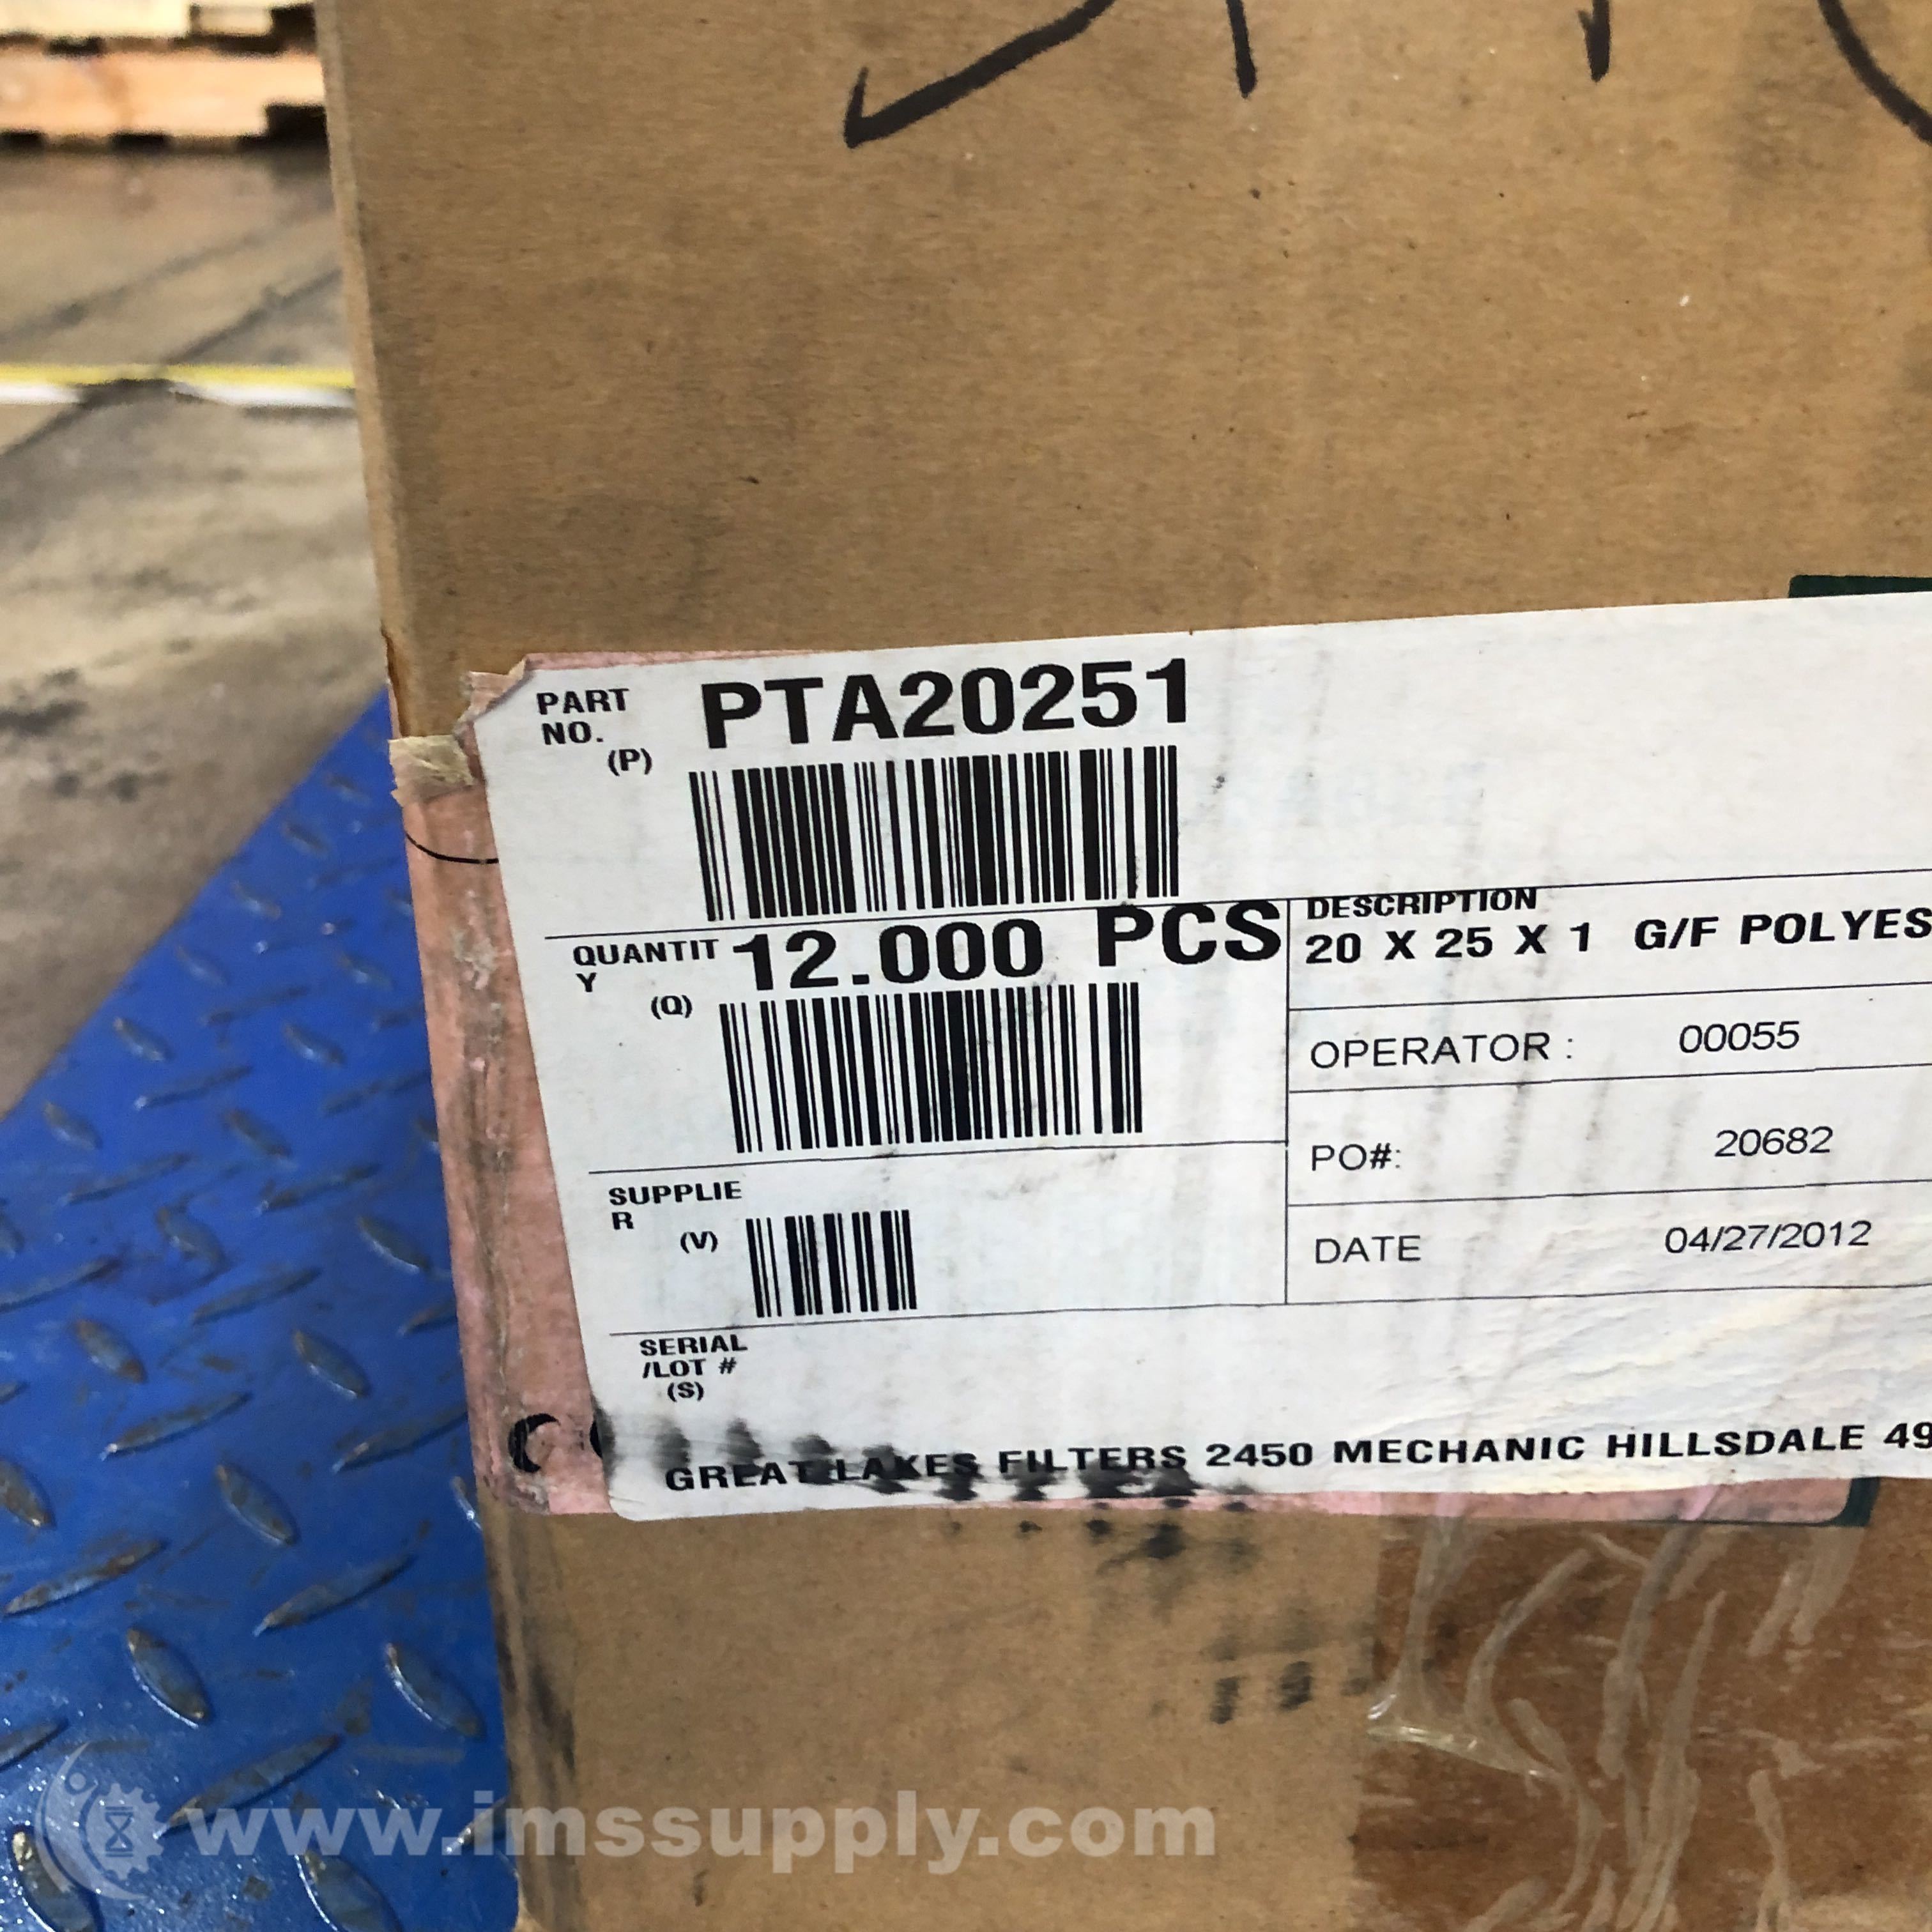 PART
NO.
(P)
PTA20251
QUANTIT
Y
(Q)
12.000 PCS
DESCRIPTION
20 X 25 X 1 G/F POLYES
OPERATOR : 00055
PO#: 20682
DATE 04/27/2012
SUPPLIE
R
(V)
SERIAL
/LOT #
(S)
GREAT LAKES FILTERS 2450 MECHANIC HILLSDALE 49
www.imssupply.com